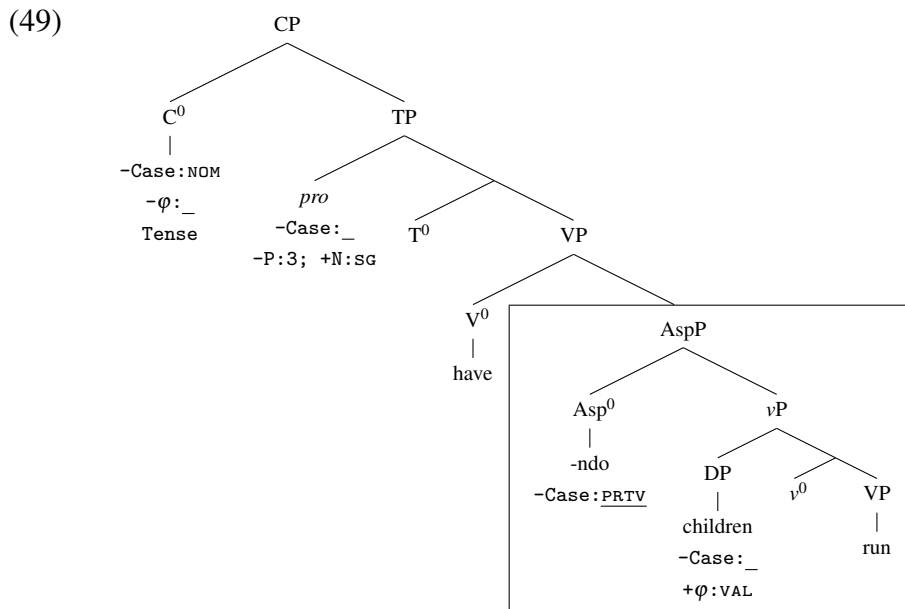 (49)
CP
C⁰ TP
-Case:NOM
-φ:_
Tense
pro
-Case:_
-P:3; +N:SG
T⁰ VP
V⁰
have
AspP
Asp⁰ vP
-ndo
-Case:PRTV
DP v⁰ VP
children
-Case:_
+φ:VAL
run